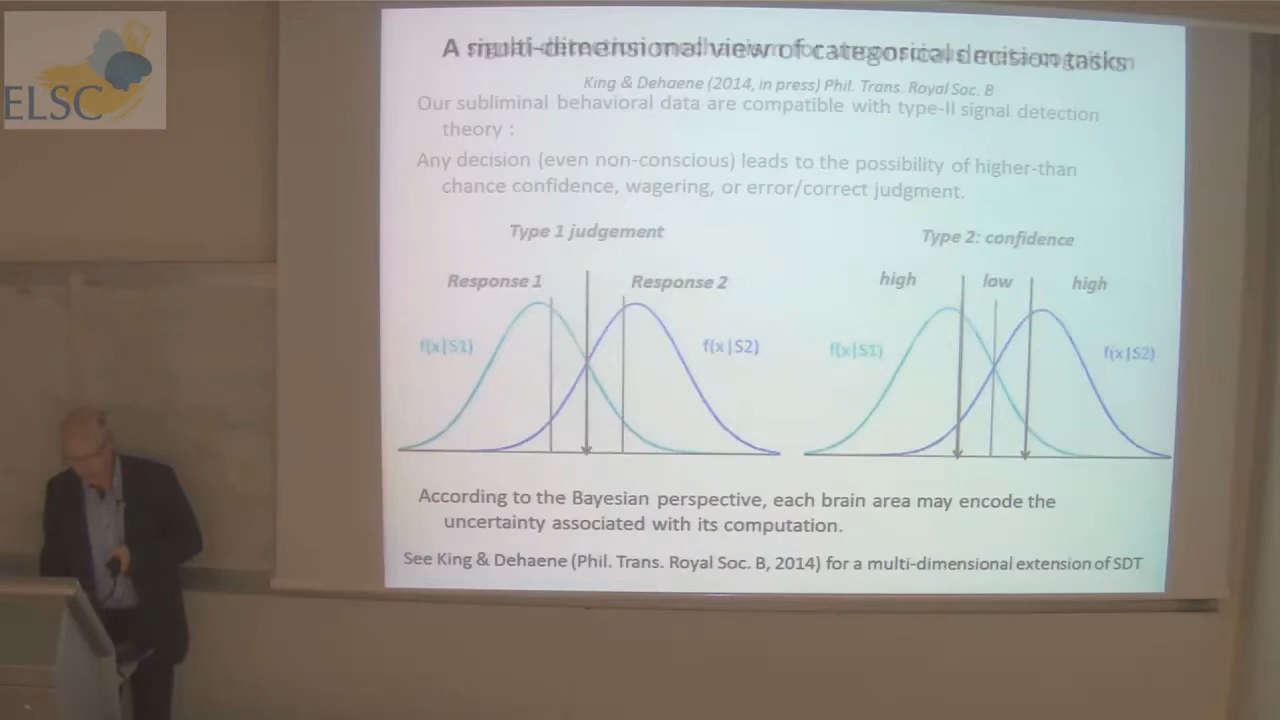 ELSC
A multi-dimensional view of categorical decision tasks
King & Dehaene (2014, in press) Phil. Trans. Royal Soc. B
Our subliminal behavioral data are compatible with type-II signal detection
theory :
Any decision (even non-conscious) leads to the possibility of higher-than
chance confidence, wagering, or error/correct judgment.
Type 1 judgement
Type 2: confidence
Response 1
Response 2
high
low
high
f(x|S1)
f(x|S2)
f(x|S1)
f(x|S2)
According to the Bayesian perspective, each brain area may encode the
uncertainty associated with its computation.
See King & Dehaene (Phil. Trans. Royal Soc. B, 2014) for a multi-dimensional extension of SDT